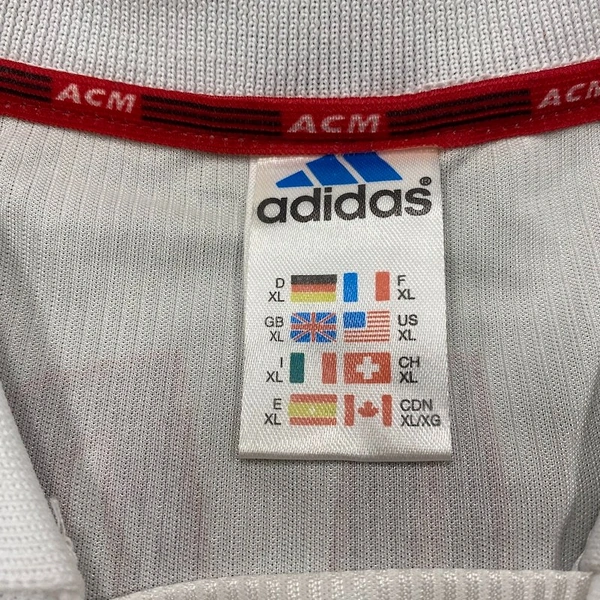 ACM ACM ACM
adidas®
D F
XL XL
GB US
XL XL
I CH
XL XL
E CDN
XL XL/XG